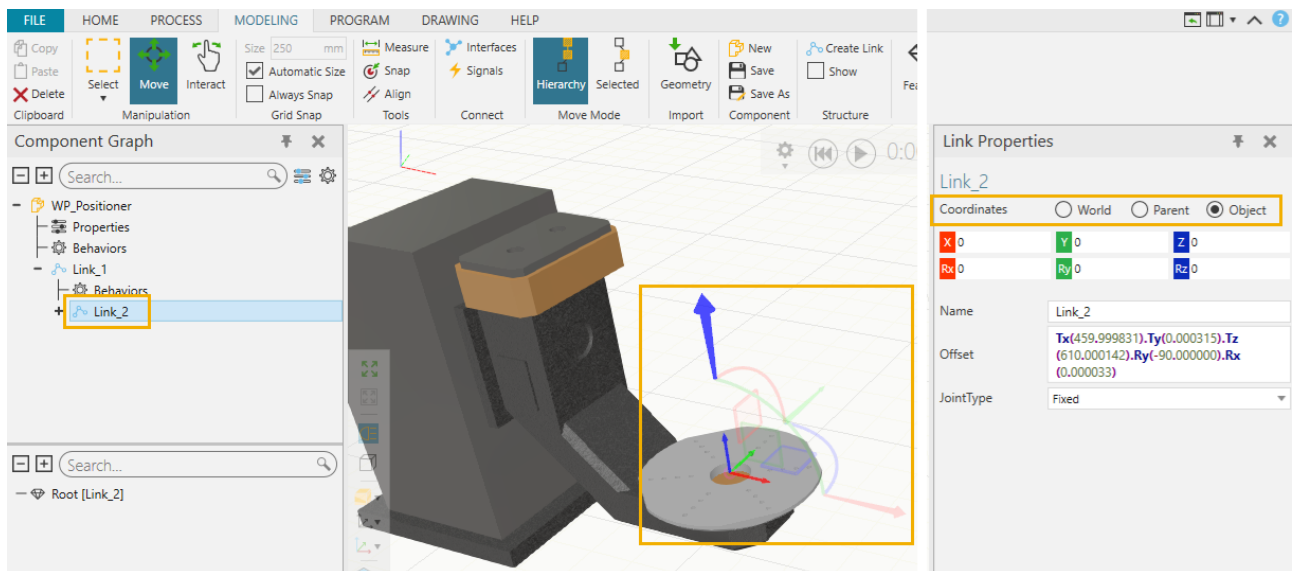 FILE HOME PROCESS MODELING PROGRAM DRAWING HELP
Copy
Paste
Delete
Clipboard
Select Move Interact
Manipulation
Size 250 mm
Automatic Size
Always Snap
Grid Snap
Measure
Snap
Align
Tools
Interfaces
Signals
Connect
Hierarchy Selected
Move Mode
Geometry
Import
New
Save
Save As
Component
Create Link
Show
Structure
Fea
Component Graph
Search...
WP_Positioner
Properties
Behaviors
Link_1
Behaviors
Link_2
Search...
Root [Link_2]
0:0
Link Properties
Link_2
Coordinates World Parent Object
X 0 Y 0 Z 0
Rx 0 Ry 0 Rz 0
Name Link_2
Offset
Tx(459.999831).Ty(0.000315).Tz
(610.000142).Ry(-90.000000).Rx
(0.000033)
JointType Fixed